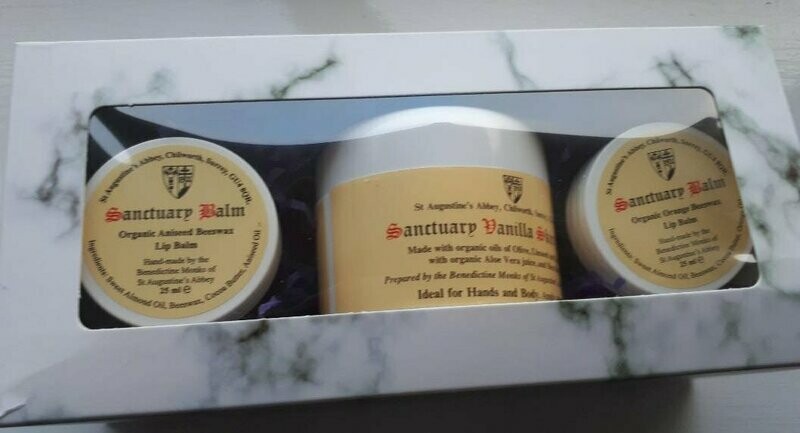 St Augustine's Abbey, Chilworth, Surrey, GU4 8QR.
Sanctuary Balm
Organic Aniseed Beeswax
Lip Balm
Hand-made by the
Benedictine Monks of
St Augustine's Abbey
25 ml e
Ingredients: Sweet Almond Oil, Beeswax, Cocoa Butter, Aniseed Oil
St Augustine's Abbey, Chilworth, Surrey
Sanctuary Vanilla
Made with organic oils of Olive,
with organic Aloe Vera juice, and
Prepared by the Benedictine Monks of St
Ideal for Hands and Body
St Augustine's Abbey, Chilworth, Surrey, GU4 8QR.
Sanctuary Balm
Organic Orange Beeswax
Lip Balm
Hand-made by the
Benedictine Monks of
St Augustine's Abbey
25 ml e
Ingredients: Sweet Almond Oil, Beeswax, Cocoa Butter,